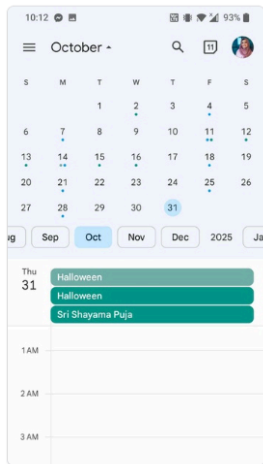 10:12 93%
October 11
S M T W T F S
1 2 3 4 5
6 7 8 9 10 11 12
13 14 15 16 17 18 19
20 21 22 23 24 25 26
27 28 29 30 31
ug Sep Oct Nov Dec 2025 Ja
Thu
31
Halloween
Halloween
Sri Shayama Puja
1 AM
2 AM
3 AM